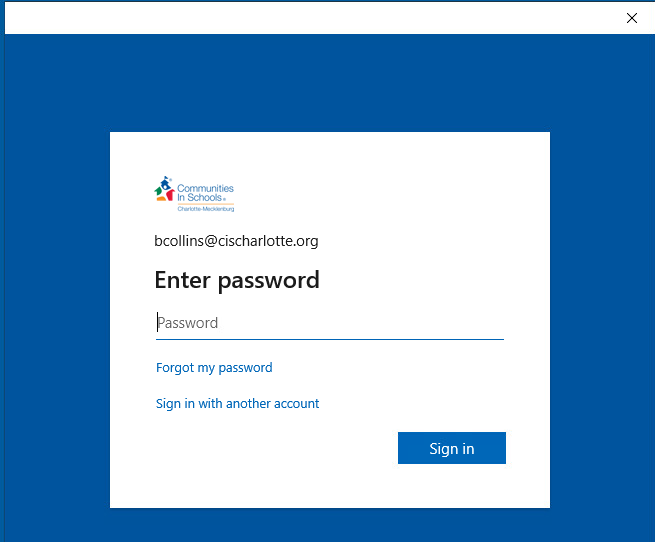 Communities
In Schools®
Charlotte-Mecklenburg
bcollins@cischarlotte.org
Enter password
Password
Forgot my password
Sign in with another account
Sign in